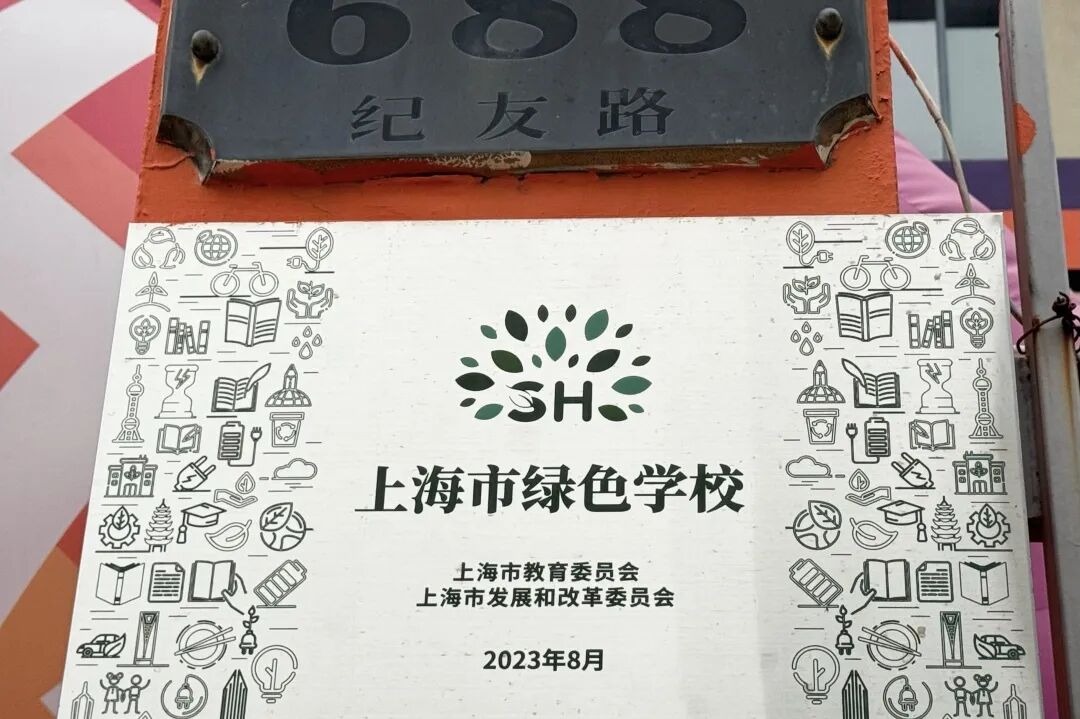 688
纪友路
SH
上海市绿色学校
上海市教育委员会
上海市发展和改革委员会
2023年8月